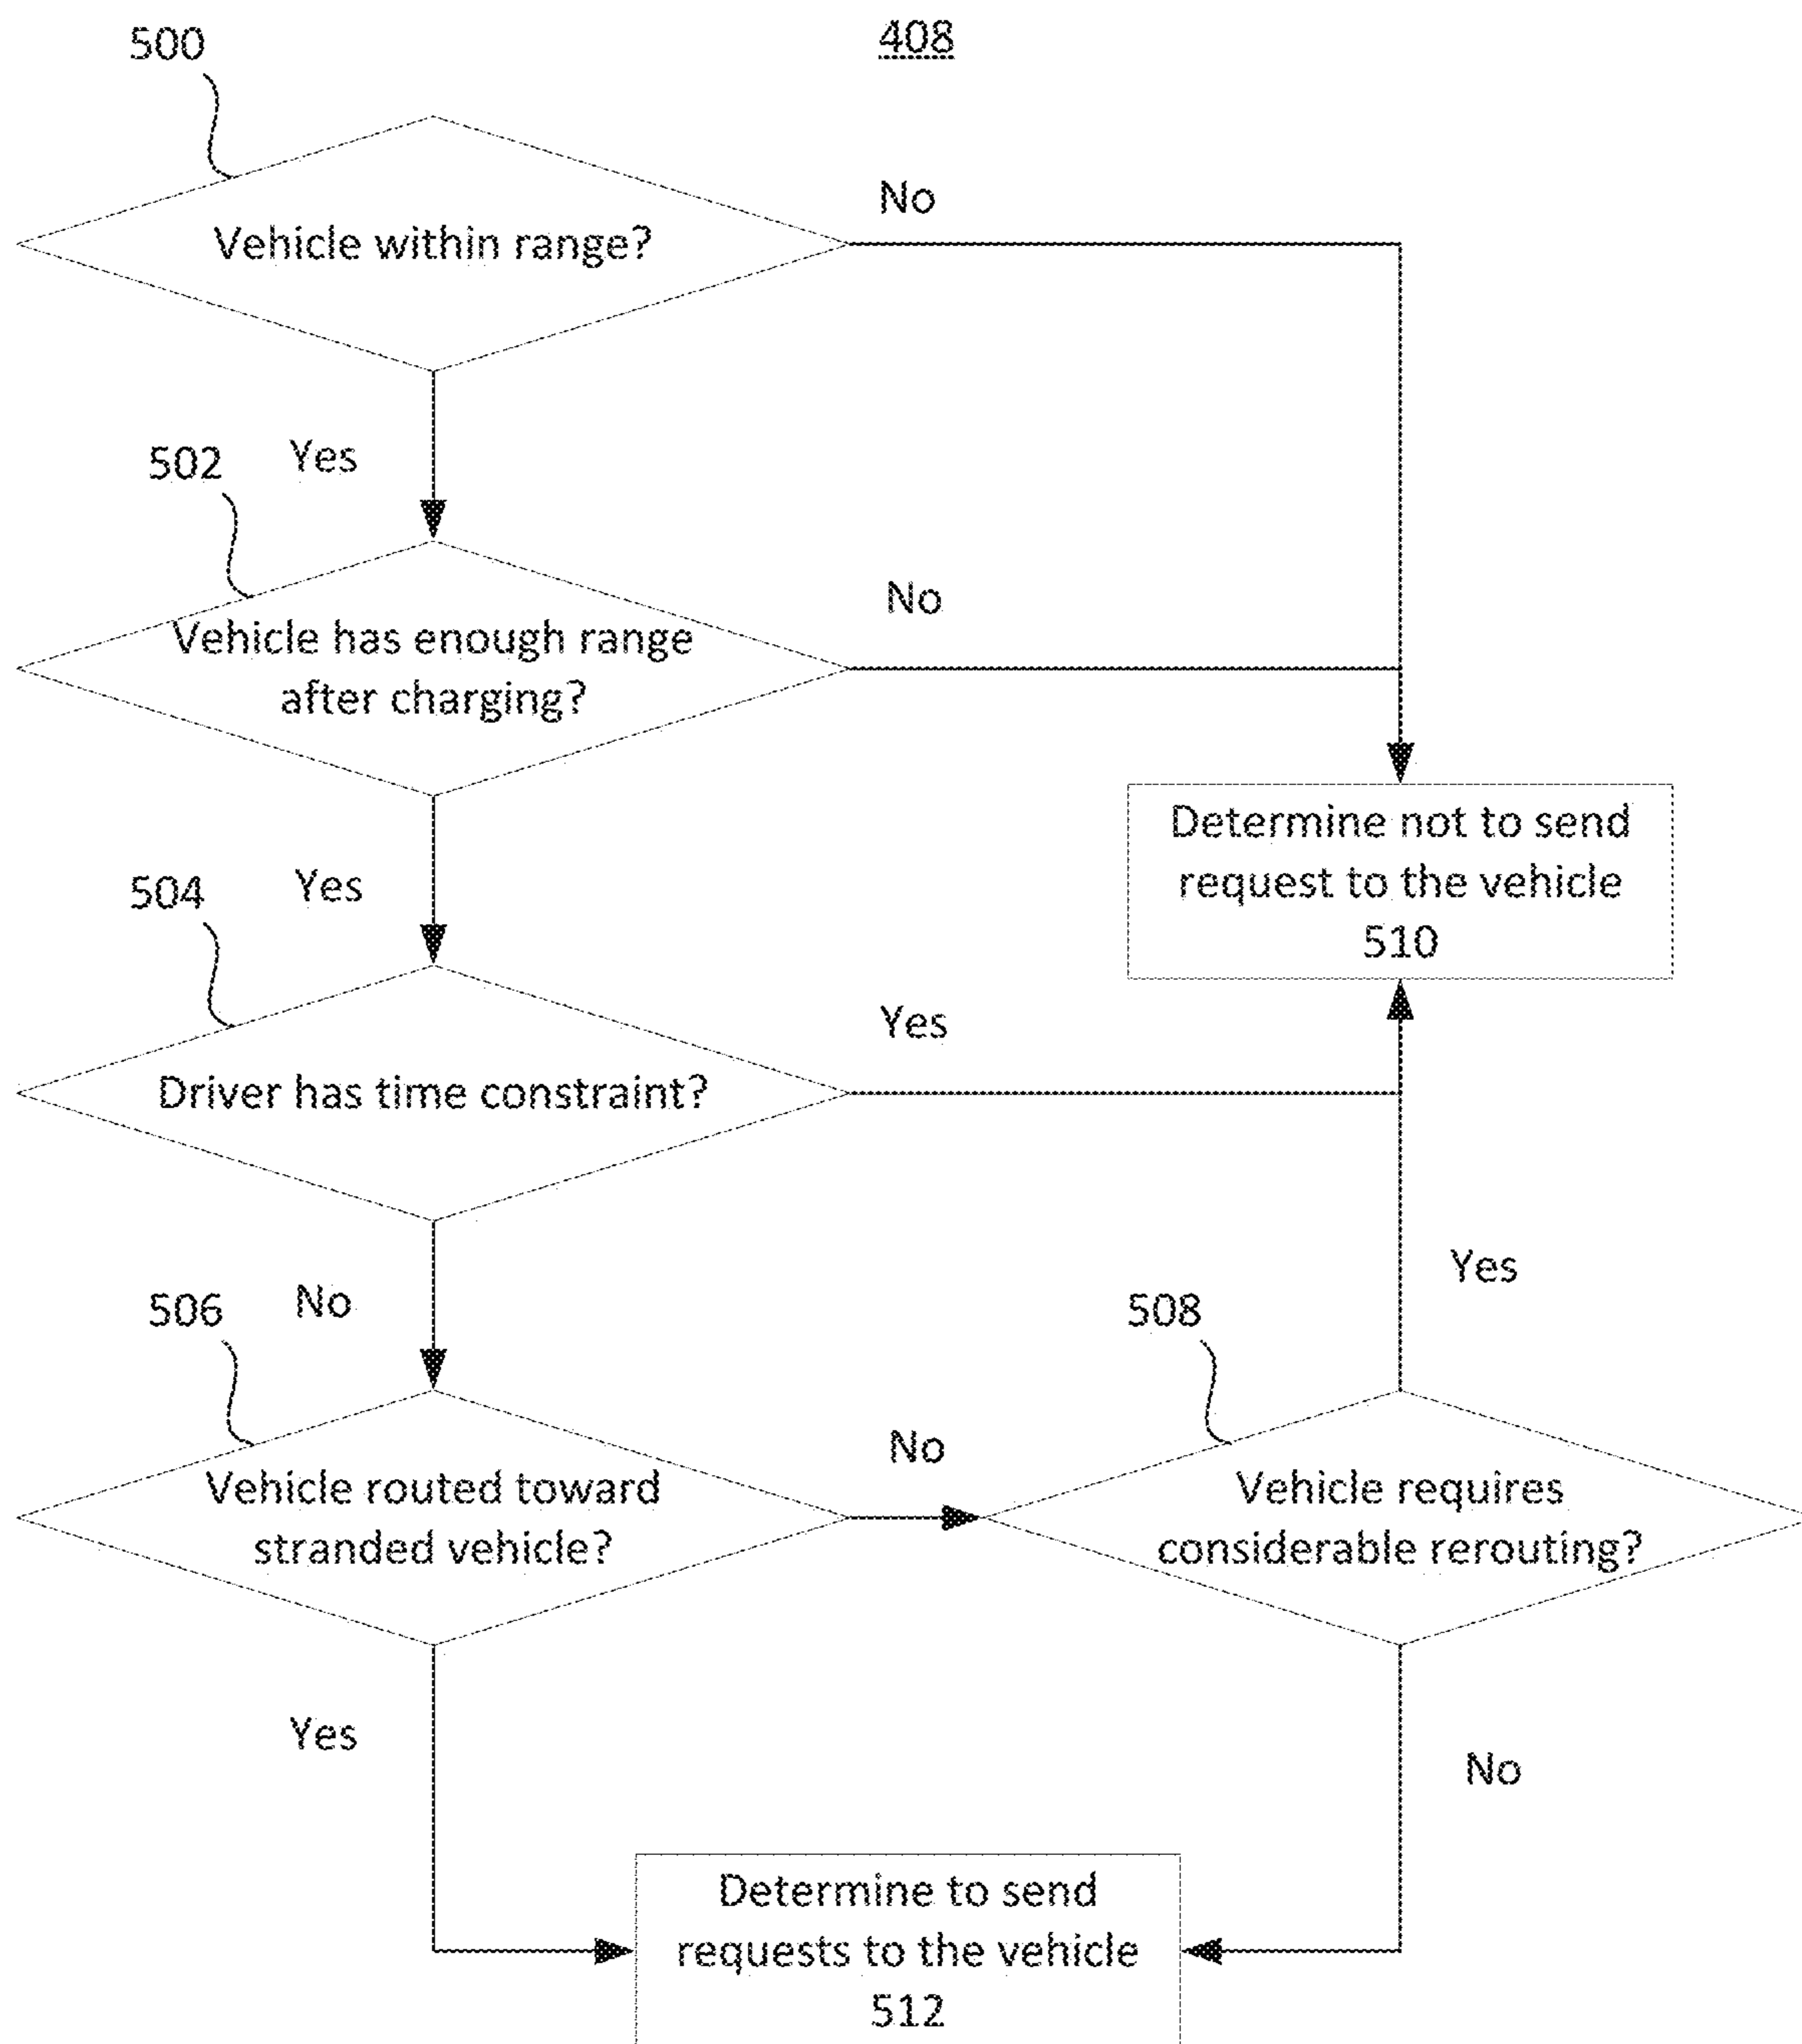 500
408
Vehicle within range?
No
Yes
502
Vehicle has enough range
after charging?
No
Determine not to send
request to the vehicle
510
Yes
504
Driver has time constraint?
Yes
No
506
Vehicle routed toward
stranded vehicle?
No
508
Vehicle requires
considerable rerouting?
Yes
Yes
No
Determine to send
requests to the vehicle
512